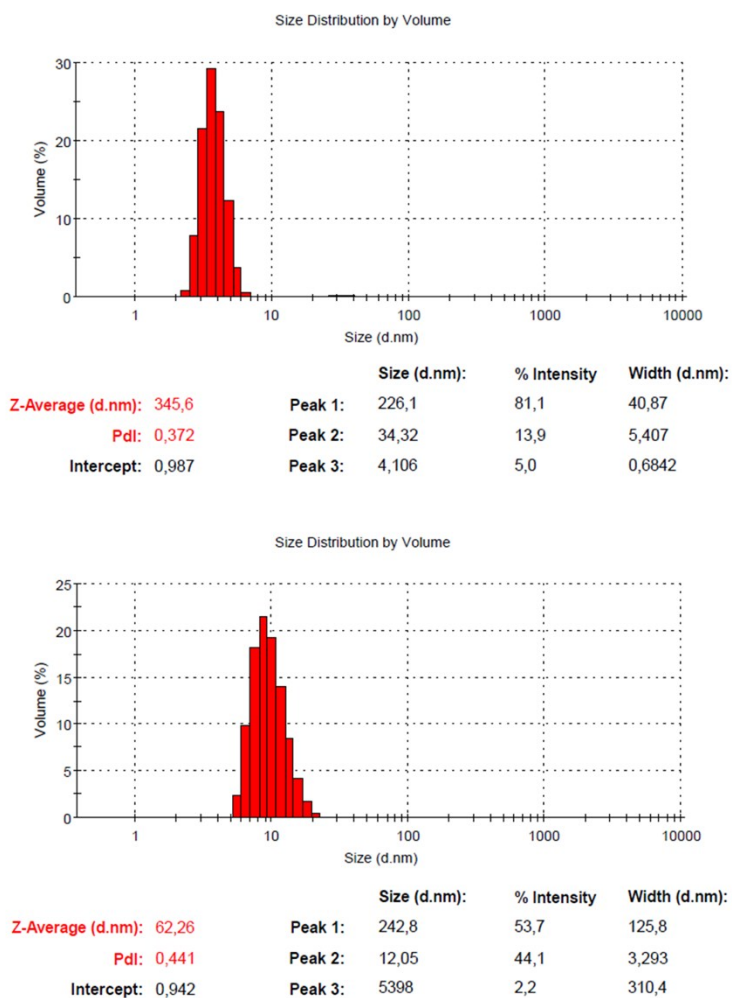 Size Distribution by Volume
30
20
10
0
Volume (%)
1 10 100 1000 10000
Size (d.nm)
Size (d.nm): % Intensity Width (d.nm):
Z-Average (d.nm): 345,6 Peak 1: 226,1 81,1 40,87
PdI: 0,372 Peak 2: 34,32 13,9 5,407
Intercept: 0,987 Peak 3: 4,106 5,0 0,6842
Size Distribution by Volume
25
20
15
10
5
0
Volume (%)
1 10 100 1000 10000
Size (d.nm)
Size (d.nm): % Intensity Width (d.nm):
Z-Average (d.nm): 62,26 Peak 1: 242,8 53,7 125,8
PdI: 0,441 Peak 2: 12,05 44,1 3,293
Intercept: 0,942 Peak 3: 5398 2,2 310,4